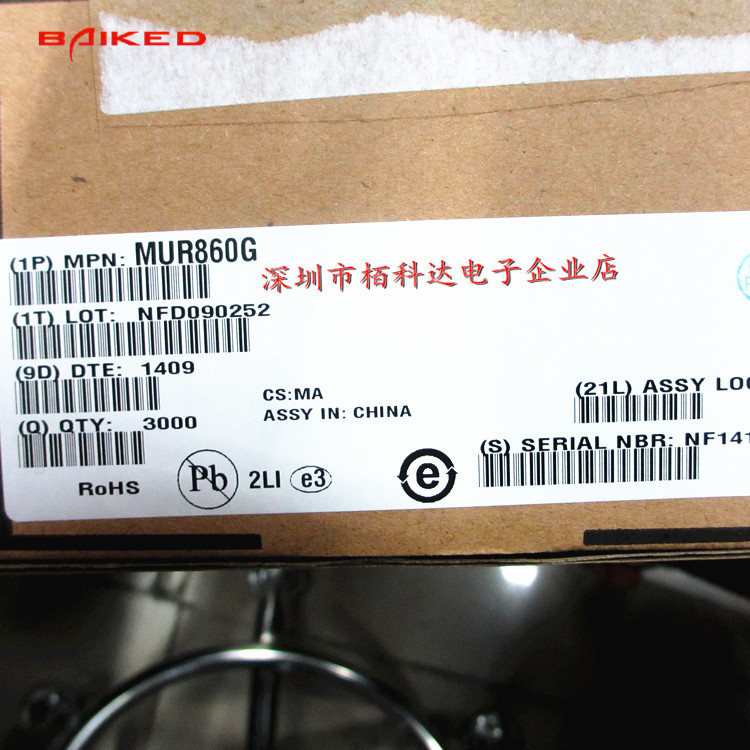 BAIKED
(1P) MPN: MUR860G
深圳市栢科达电子企业店
(1T) LOT: NFD090252
(9D) DTE: 1409
CS:MA
(21L) ASSY LOC
ASSY IN: CHINA
(Q) QTY: 3000
(S) SERIAL NBR: NF141
RoHS
Pb
2LI
e3
e